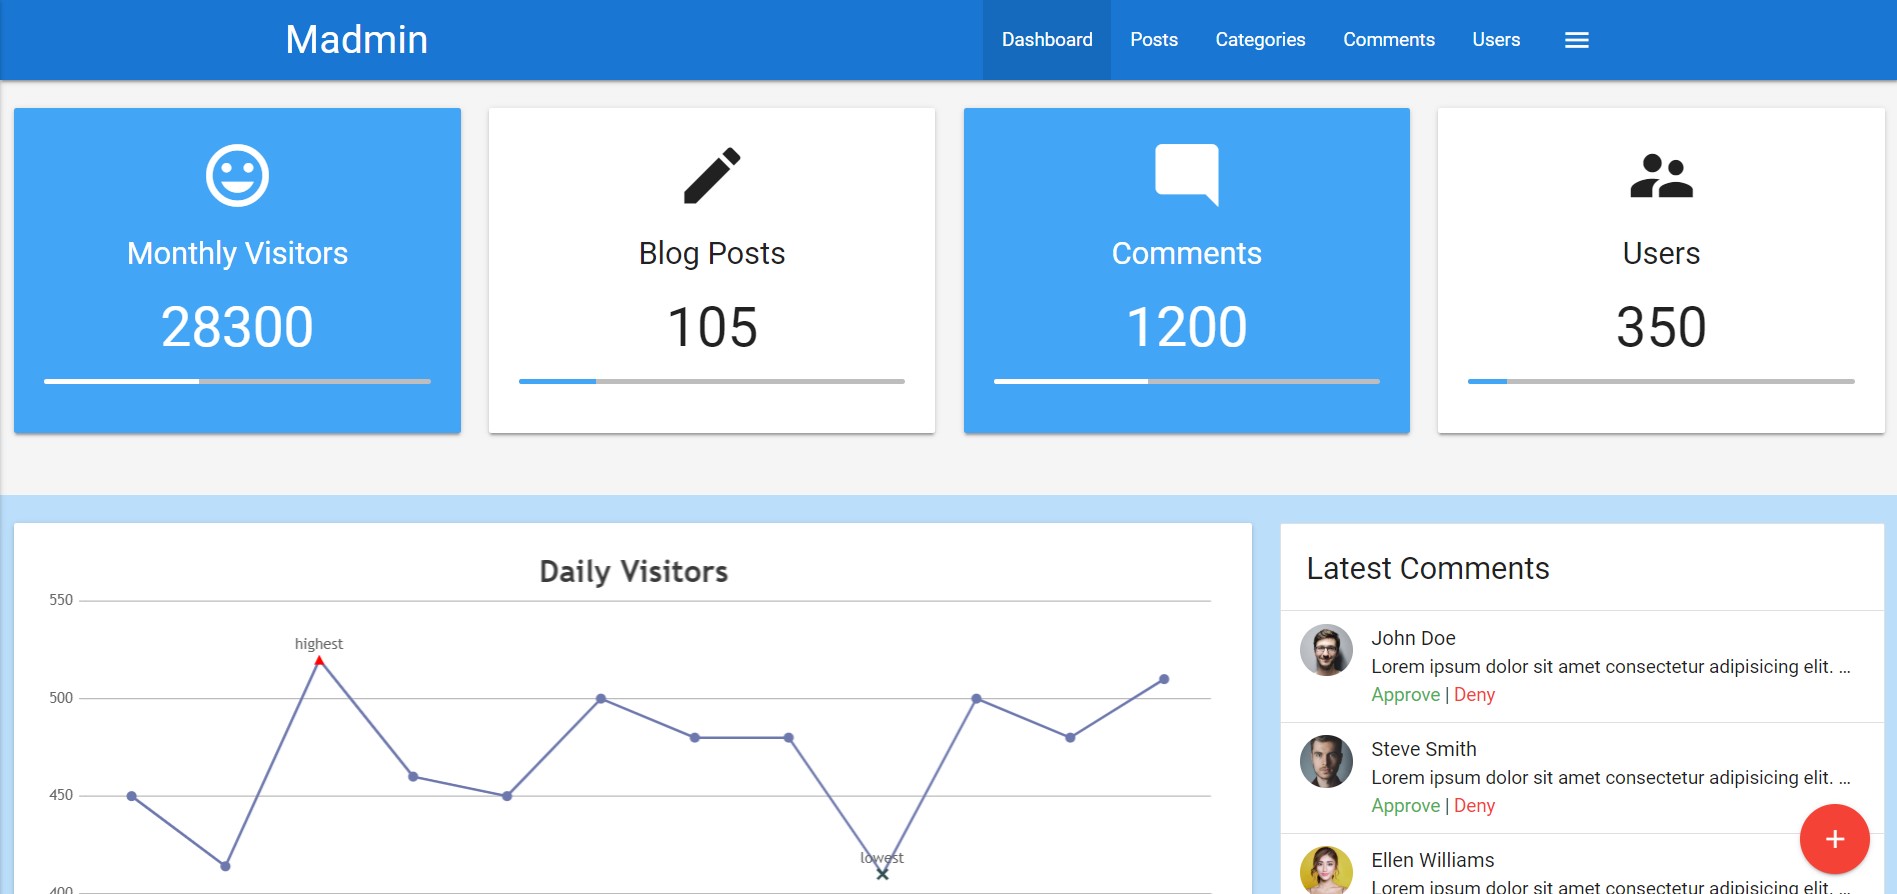 Madmin
Dashboard Posts Categories Comments Users
Monthly Visitors
28300
Blog Posts
105
Comments
1200
Users
350
Daily Visitors
550
500
450
400
highest
lowest
Latest Comments
John Doe
Lorem ipsum dolor sit amet consectetur adipisicing elit. ...
Approve | Deny
Steve Smith
Lorem ipsum dolor sit amet consectetur adipisicing elit. ...
Approve | Deny
Ellen Williams
Lorem ipsum dolor sit amet consectetur adipisicing elit. ...